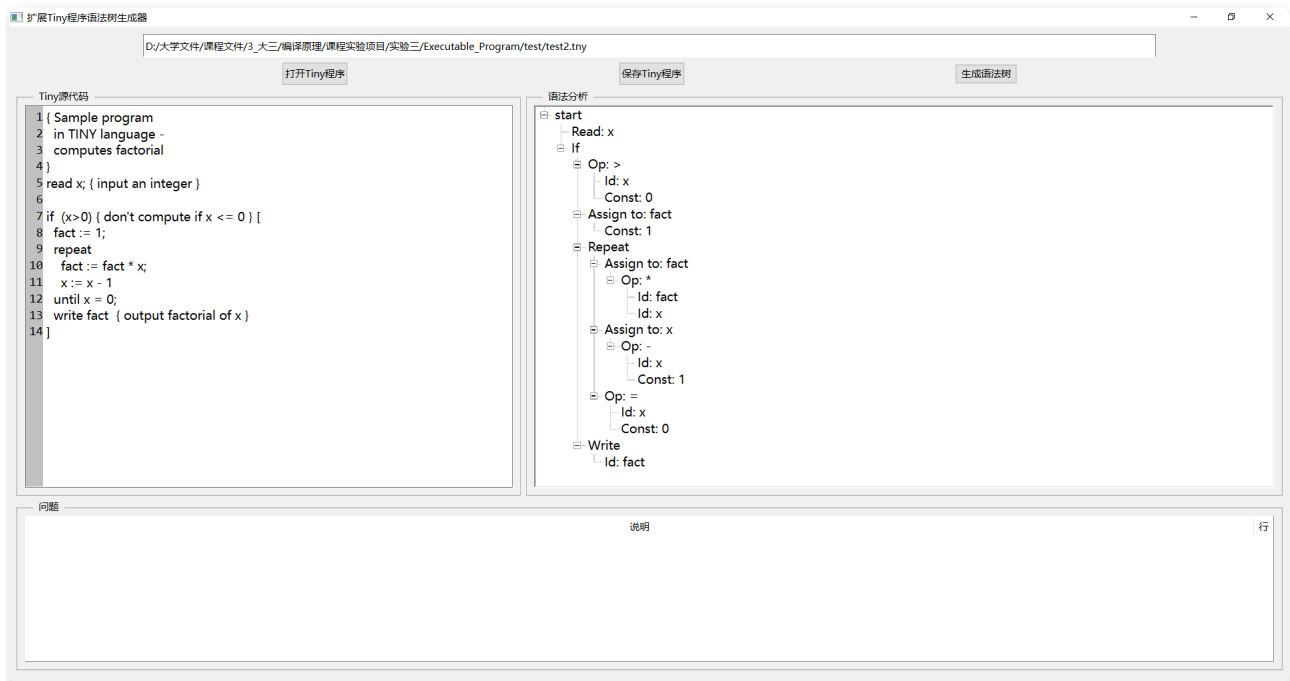 扩展Tiny程序语法树生成器
D:/大学文件/课程文件/3_大三/编译原理/课程实验项目/实验三/Executable_Program/test/test2.tny
打开Tiny程序 保存Tiny程序 生成语法树
Tiny源代码
1 { Sample program
2 in TINY language -
3 computes factorial
4 }
5 read x; { input an integer }
6
7 if (x>0) { don't compute if x <= 0 } [
8 fact := 1;
9 repeat
10 fact := fact * x;
11 x := x - 1
12 until x = 0;
13 write fact { output factorial of x }
14 ]
语法分析
start
Read: x
If
Op: >
Id: x
Const: 0
Assign to: fact
Const: 1
Repeat
Assign to: fact
Op: *
Id: fact
Id: x
Assign to: x
Op: -
Id: x
Const: 1
Op: =
Id: x
Const: 0
Write
Id: fact
问题
说明 行